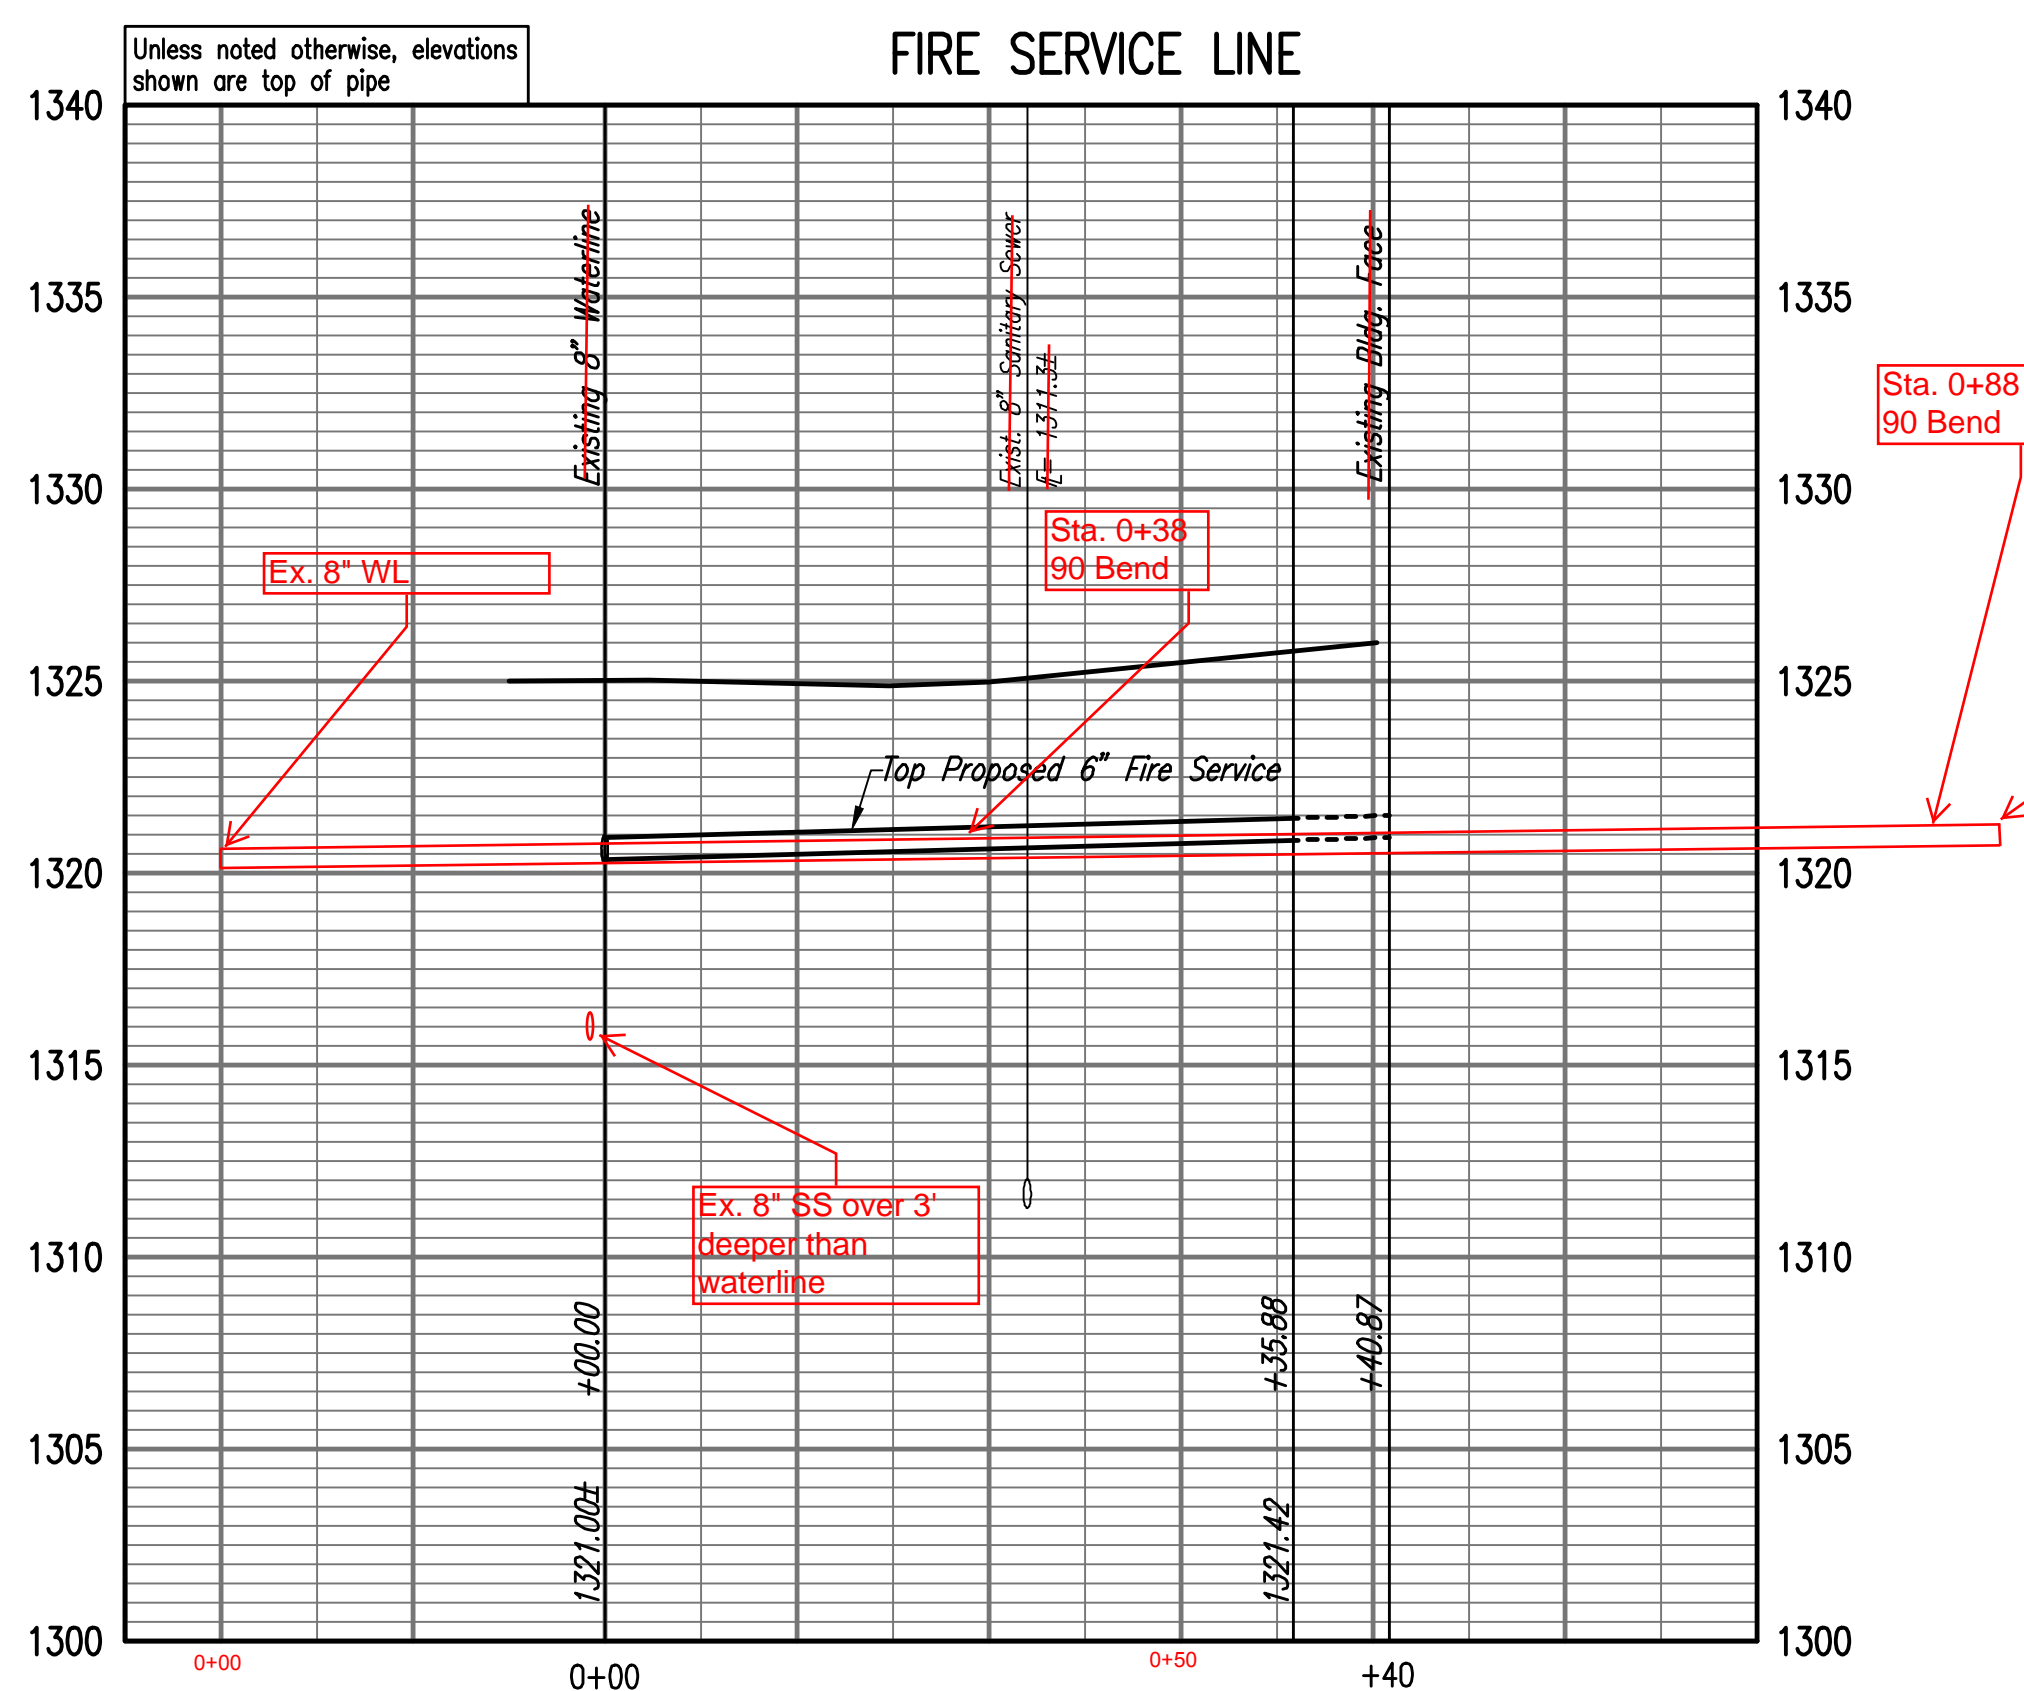 Unless noted otherwise, elevations
shown are top of pipe
FIRE SERVICE LINE
1340
1340
1335
1335
1330
1330
1325
1325
1320
1320
1315
1315
1310
1310
1305
1305
1300
1300
Existing 8" Waterline
Exist. 8" Sanitary Sewer
FL= 1311.3±
Existing Bldg. Face
Sta. 0+88
90 Bend
Sta. 0+38
90 Bend
Ex. 8" WL
Top Proposed 6" Fire Service
Ex. 8" SS over 3'
deeper than
waterline
+00.00
+35.88
+40.87
1321.00±
1321.42
0+00
0+00
0+50
+40